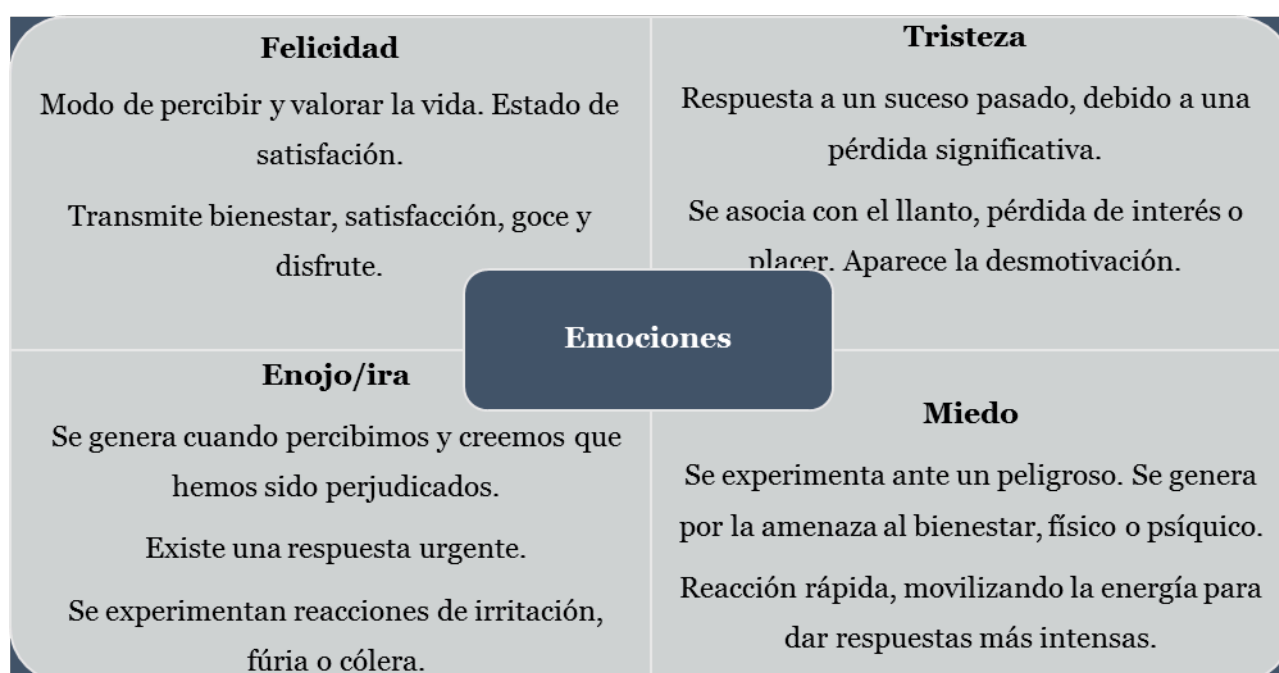 Felicidad
Modo de percibir y valorar la vida. Estado de
satisfación.
Transmite bienestar, satisfacción, goce y
disfrute.
Tristeza
Respuesta a un suceso pasado, debido a una
pérdida significativa.
Se asocia con el llanto, pérdida de interés o
placer. Aparece la desmotivación.
Emociones
Enojo/ira
Se genera cuando percibimos y creemos que
hemos sido perjudicados.
Existe una respuesta urgente.
Se experimentan reacciones de irritación,
fúria o cólera.
Miedo
Se experimenta ante un peligroso. Se genera
por la amenaza al bienestar, físico o psíquico.
Reacción rápida, movilizando la energía para
dar respuestas más intensas.